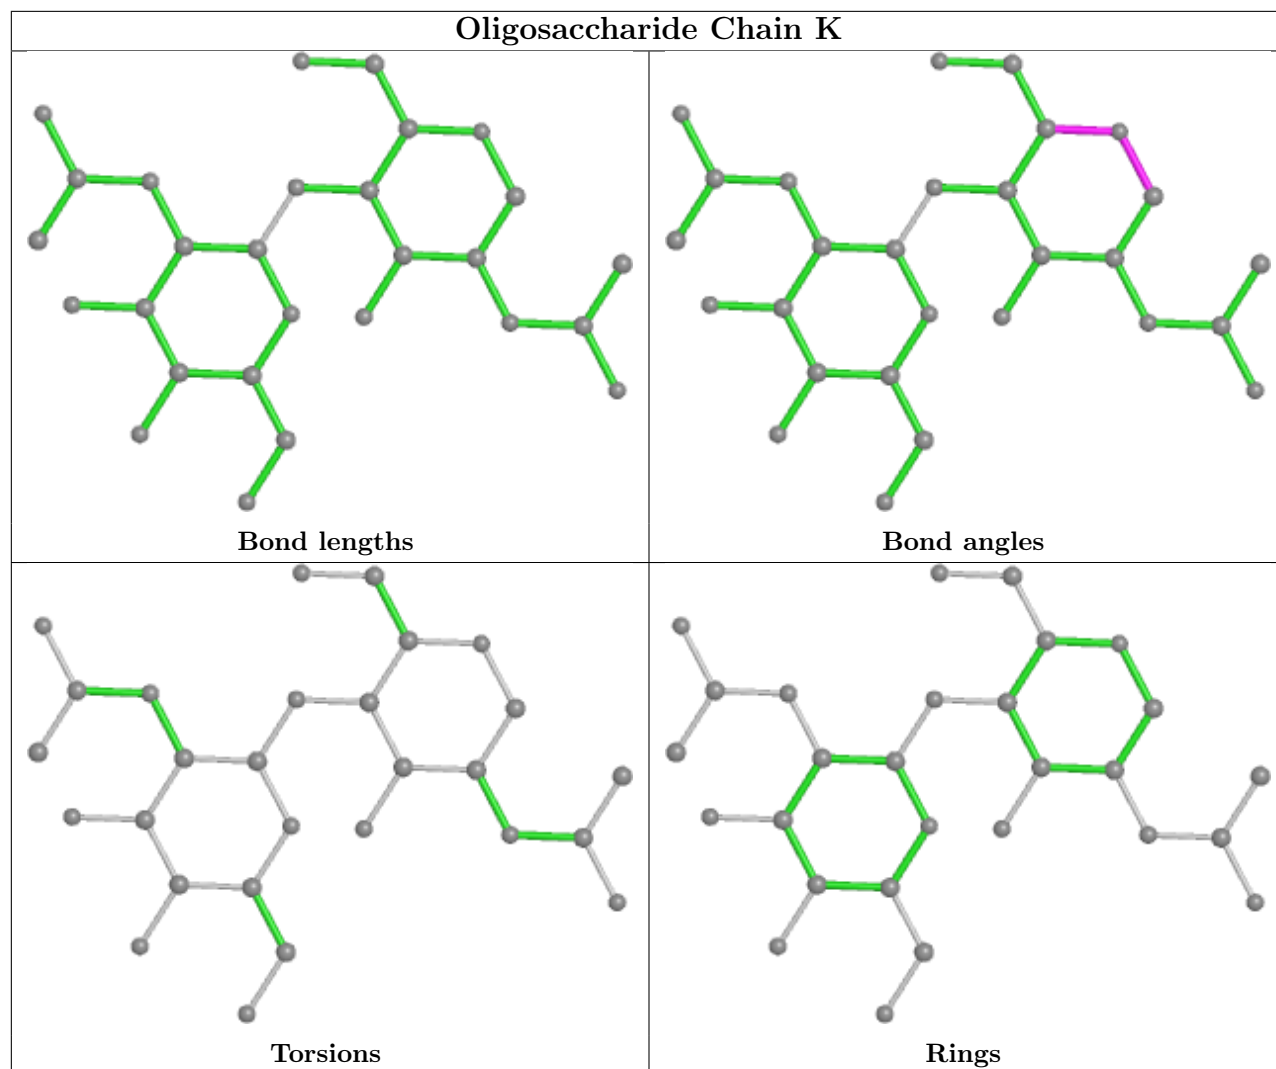 Oligosaccharide Chain K
Bond lengths
Bond angles
Torsions
Rings